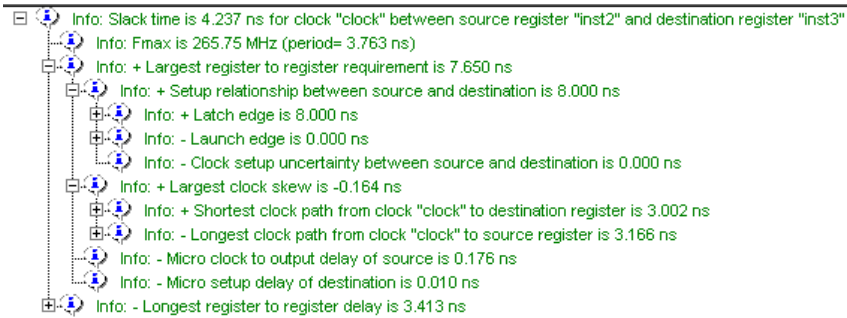 Info: Slack time is 4.237 ns for clock "clock" between source register "inst2" and destination register "inst3"
Info: Fmax is 265.75 MHz (period= 3.763 ns)
Info: + Largest register to register requirement is 7.650 ns
Info: + Setup relationship between source and destination is 8.000 ns
Info: + Latch edge is 8.000 ns
Info: - Launch edge is 0.000 ns
Info: - Clock setup uncertainty between source and destination is 0.000 ns
Info: + Largest clock skew is -0.164 ns
Info: + Shortest clock path from clock "clock" to destination register is 3.002 ns
Info: - Longest clock path from clock "clock" to source register is 3.166 ns
Info: - Micro clock to output delay of source is 0.176 ns
Info: - Micro setup delay of destination is 0.010 ns
Info: - Longest register to register delay is 3.413 ns